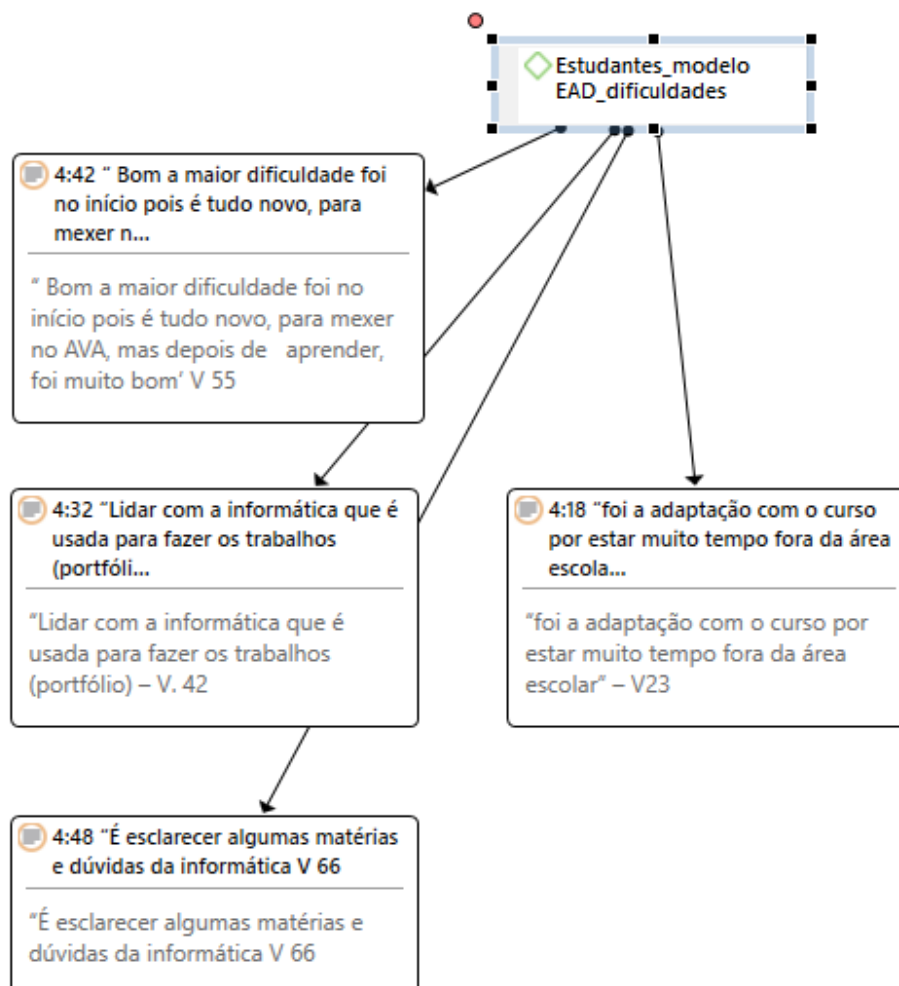 Estudantes_modelo
EAD_dificuldades
4:42 “ Bom a maior dificuldade foi
no início pois é tudo novo, para
mexer n...
“ Bom a maior dificuldade foi no
início pois é tudo novo, para mexer
no AVA, mas depois de   aprender,
foi muito bom’ V 55
4:32 “Lidar com a informática que é
usada para fazer os trabalhos
(portfóli...
“Lidar com a informática que é
usada para fazer os trabalhos
(portfólio) – V. 42
4:18 “foi a adaptação com o curso
por estar muito tempo fora da área
escola...
“foi a adaptação com o curso por
estar muito tempo fora da área
escolar” – V23
4:48 “É esclarecer algumas matérias
e dúvidas da informática V 66
“É esclarecer algumas matérias e
dúvidas da informática V 66